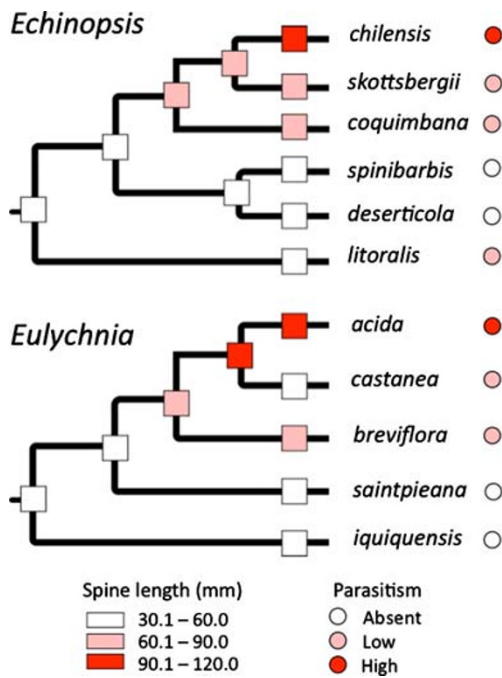 Echinopsis
chilensis
skottsbergii
coquimbana
spinibarbis
deserticola
litoralis
Eulychnia
acida
castanea
breviflora
saintpieana
iquiquensis
Spine length (mm)
30.1 – 60.0
60.1 – 90.0
90.1 – 120.0
Parasitism
Absent
Low
High